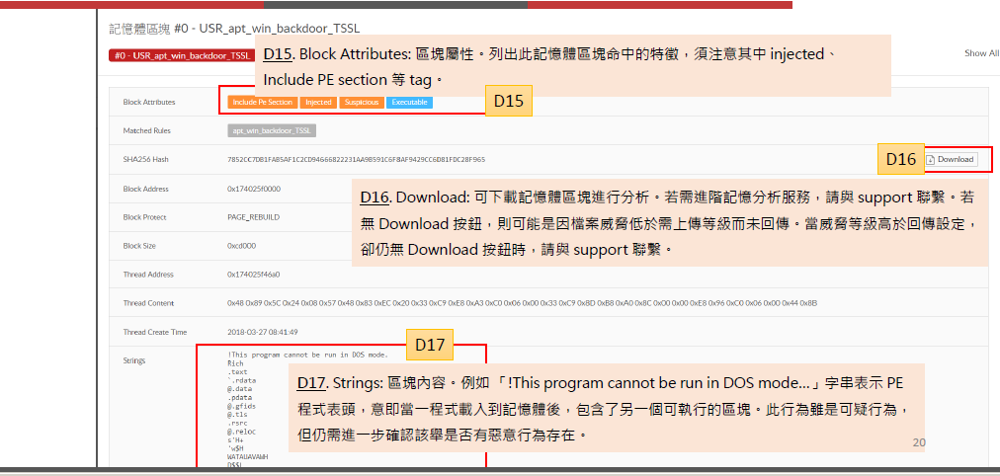 記憶體區塊 #0 - USR_apt_win_backdoor_TSSL
#0 - USR_apt_win_backdoor_TSSL
Show All
D15. Block Attributes: 區塊屬性。列出此記憶體區塊命中的特徵，須注意其中 injected、
Include PE section 等 tag。
Block Attributes
Include Pe Section Injected Suspicious Executable
D15
Matched Rules
apt_win_backdoor_TSSL
SHA256 Hash
7852CC7DB1FAB5AF1C2CD94666822231AA9B591C6F8AF9429CC6D81FDC28F965
D16
Download
Block Address
0x174025f0000
D16. Download: 可下載記憶體區塊進行分析。若需進階記憶分析服務，請與 support 聯繫。若
無 Download 按鈕，則可能是因檔案威脅低於需上傳等級而未回傳。當威脅等級高於回傳設定，
卻仍無 Download 按鈕時，請與 support 聯繫。
Block Protect
PAGE_REBUILD
Block Size
0xcd000
Thread Address
0x174025f46a0
Thread Content
0x48 0x89 0x5C 0x24 0x08 0x57 0x48 0x83 0xEC 0x20 0x33 0xC9 0xE8 0xA3 0xC0 0x06 0x00 0x33 0xC9 0x8D 0xB8 0xA0 0x8C 0x00 0x00 0xE8 0x96 0xC0 0x06 0x00 0x44 0x8B
Thread Create Time
2018-03-27 08:41:49
D17
Strings
!This program cannot be run in DOS mode.
Rich
.text
`.rdata
@.data
.pdata
@.gfids
@.tls
.rsrc
@.reloc
s'H+
'w$H
WATAUAVAWH
D17. Strings: 區塊內容。例如 「!This program cannot be run in DOS mode...」字串表示 PE
程式表頭，意即當一程式載入到記憶體後，包含了另一個可執行的區塊。此行為雖是可疑行為，
但仍需進一步確認該舉是否有惡意行為存在。
20